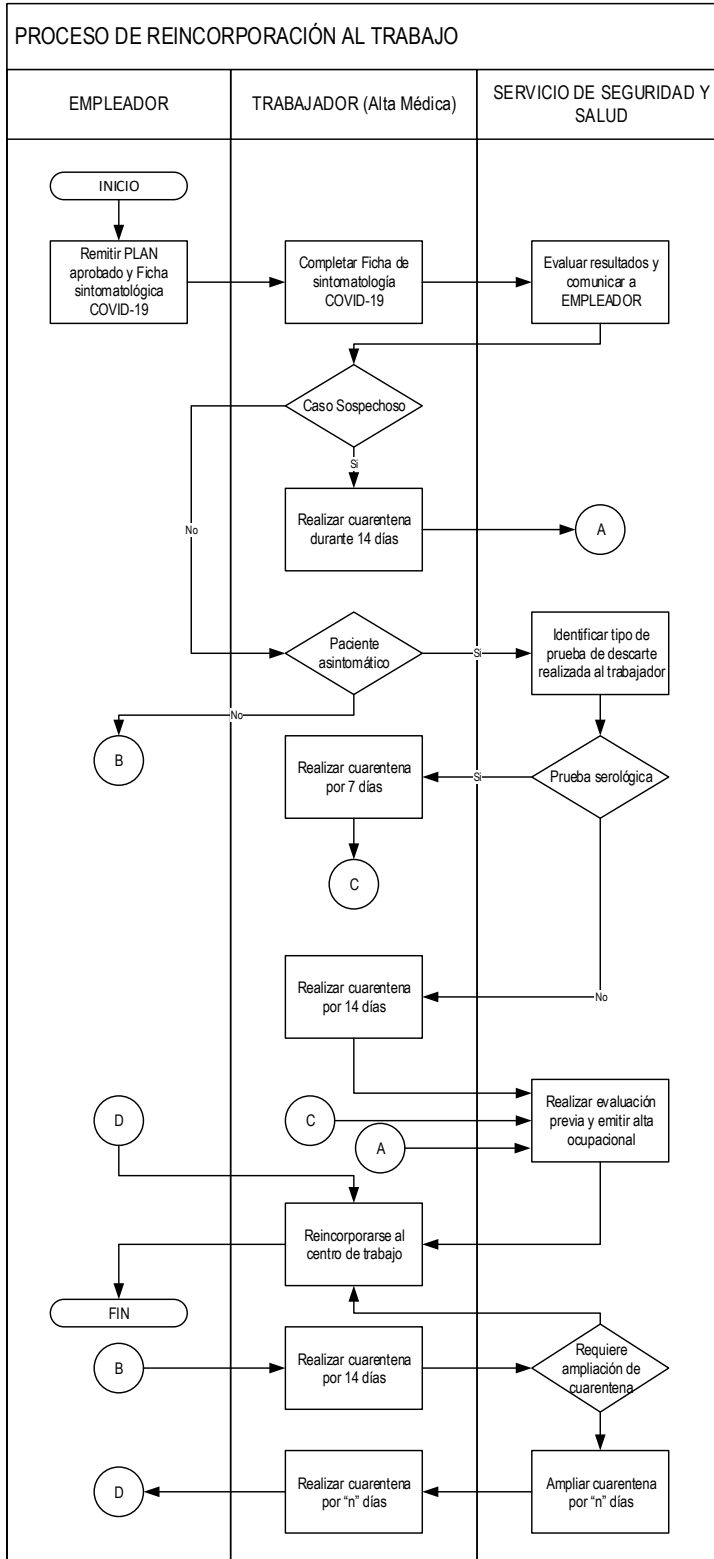 PROCESO DE REINCORPORACIÓN AL TRABAJO
EMPLEADOR
TRABAJADOR (Alta Médica)
SERVICIO DE SEGURIDAD Y
SALUD
INICIO
Remitir PLAN
aprobado y Ficha
sintomatológica
COVID-19
Completar Ficha de
sintomatología
COVID-19
Evaluar resultados y
comunicar a
EMPLEADOR
Caso Sospechoso
Si
No
Realizar cuarentena
durante 14 días
A
Paciente
asintomático
Si
Identificar tipo de
prueba de descarte
realizada al trabajador
No
B
Realizar cuarentena
por 7 días
Si
Prueba serológica
C
Realizar cuarentena
por 14 días
No
D
C
A
Realizar evaluación
previa y emitir alta
ocupacional
Reincorporarse al
centro de trabajo
FIN
B
Realizar cuarentena
por 14 días
Requiere
ampliación de
cuarentena
D
Realizar cuarentena
por “n” días
Ampliar cuarentena
por “n” días